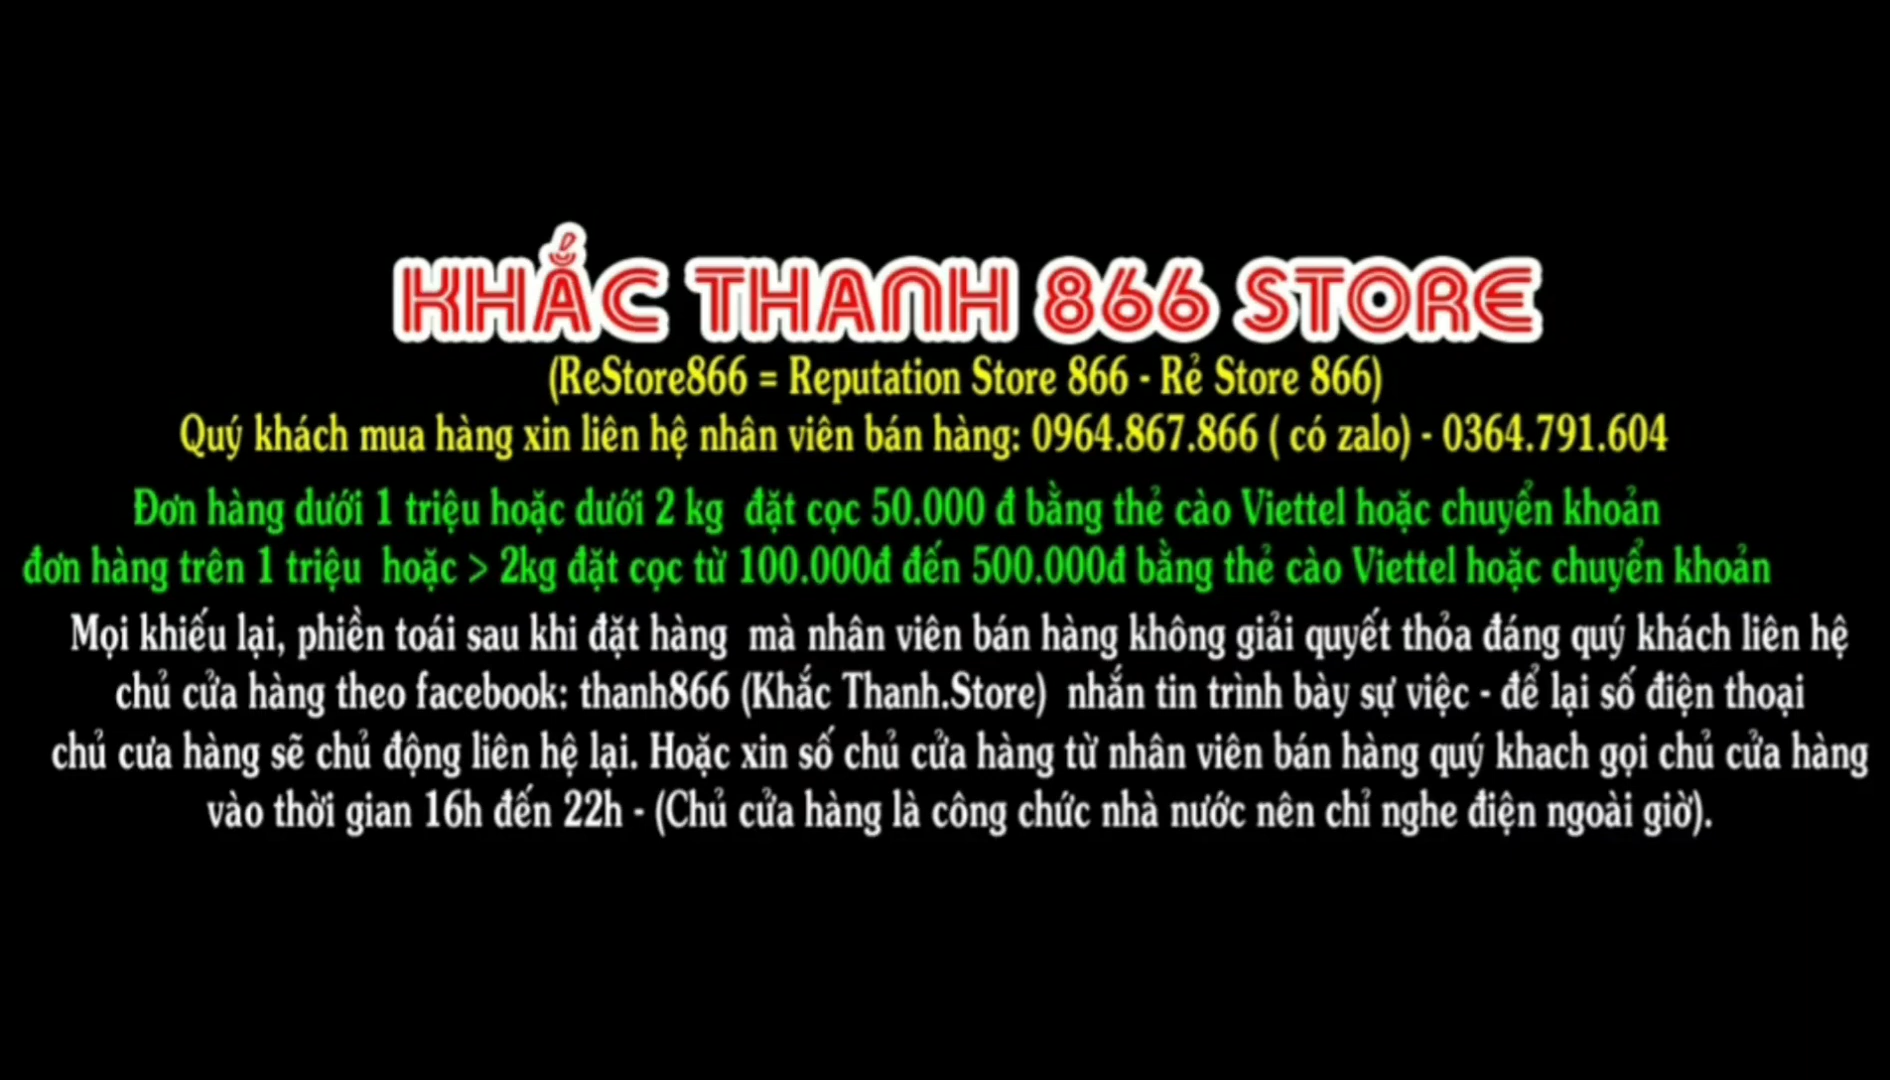 KHẮC THANH 866 STORE
(ReStore866 = Reputation Store 866 - Rẻ Store 866)
Quý khách mua hàng xin liên hệ nhân viên bán hàng: 0964.867.866 ( có zalo) - 0364.791.604
Đơn hàng dưới 1 triệu hoặc dưới 2 kg đặt cọc 50.000 đ bằng thẻ cào Viettel hoặc chuyển khoản
đơn hàng trên 1 triệu hoặc > 2kg đặt cọc từ 100.000đ đến 500.000đ bằng thẻ cào Viettel hoặc chuyển khoản
Mọi khiếu lại, phiền toái sau khi đặt hàng mà nhân viên bán hàng không giải quyết thỏa đáng quý khách liên hệ
chủ cửa hàng theo facebook: thanh866 (Khắc Thanh.Store) nhắn tin trình bày sự việc - để lại số điện thoại
chủ cưa hàng sẽ chủ động liên hệ lại. Hoặc xin số chủ cửa hàng từ nhân viên bán hàng quý khach gọi chủ cửa hàng
vào thời gian 16h đến 22h - (Chủ cửa hàng là công chức nhà nước nên chỉ nghe điện ngoài giờ).